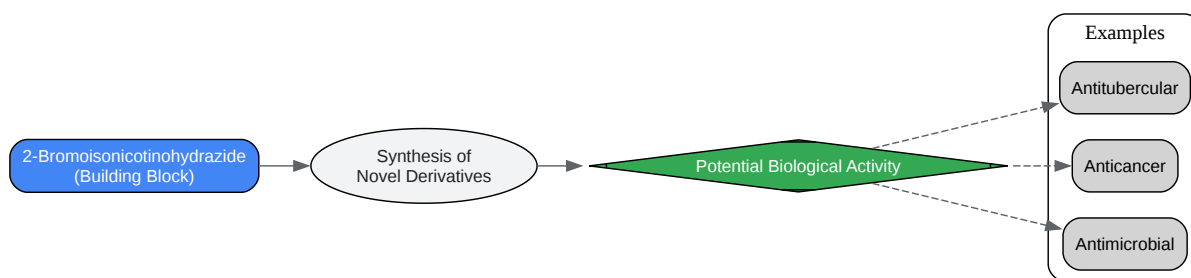 2-Bromoisonicotinohydrazide
(Building Block)
Synthesis of
Novel Derivatives
Potential Biological Activity
Examples
Antitubercular
Anticancer
Antimicrobial